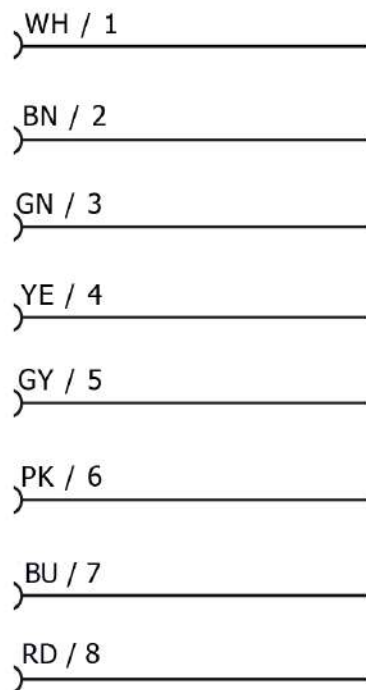 WH / 1
BN / 2
GN / 3
YE / 4
GY / 5
PK / 6
BU / 7
RD / 8